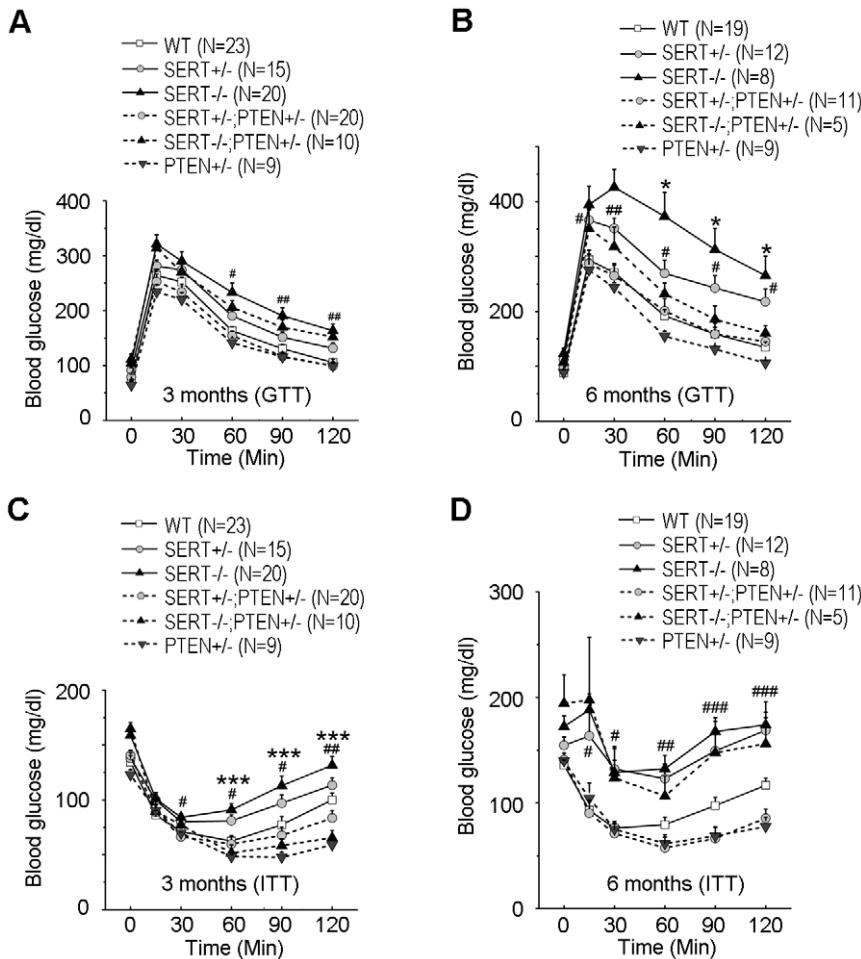 A
WT (N=23)
SERT+/- (N=15)
SERT-/- (N=20)
SERT+/-;PTEN+/- (N=20)
SERT-/-;PTEN+/- (N=10)
PTEN+/- (N=9)
400
300
200
100
0
Blood glucose (mg/dl)
#
##
##
3 months (GTT)
0
30
60
90
120
Time (Min)
B
WT (N=19)
SERT+/- (N=12)
SERT-/- (N=8)
SERT+/-;PTEN+/- (N=11)
SERT-/-;PTEN+/- (N=5)
PTEN+/- (N=9)
400
200
0
Blood glucose (mg/dl)
*
*
*
#
##
#
#
#
6 months (GTT)
0
30
60
90
120
Time (Min)
C
WT (N=23)
SERT+/- (N=15)
SERT-/- (N=20)
SERT+/-;PTEN+/- (N=20)
SERT-/-;PTEN+/- (N=10)
PTEN+/- (N=9)
200
100
0
Blood glucose (mg/dl)
***
***
***
#
#
#
##
3 months (ITT)
0
30
60
90
120
Time (Min)
D
WT (N=19)
SERT+/- (N=12)
SERT-/- (N=8)
SERT+/-;PTEN+/- (N=11)
SERT-/-;PTEN+/- (N=5)
PTEN+/- (N=9)
300
200
100
0
Blood glucose (mg/dl)
#
#
##
###
###
6 months (ITT)
0
30
60
90
120
Time (Min)